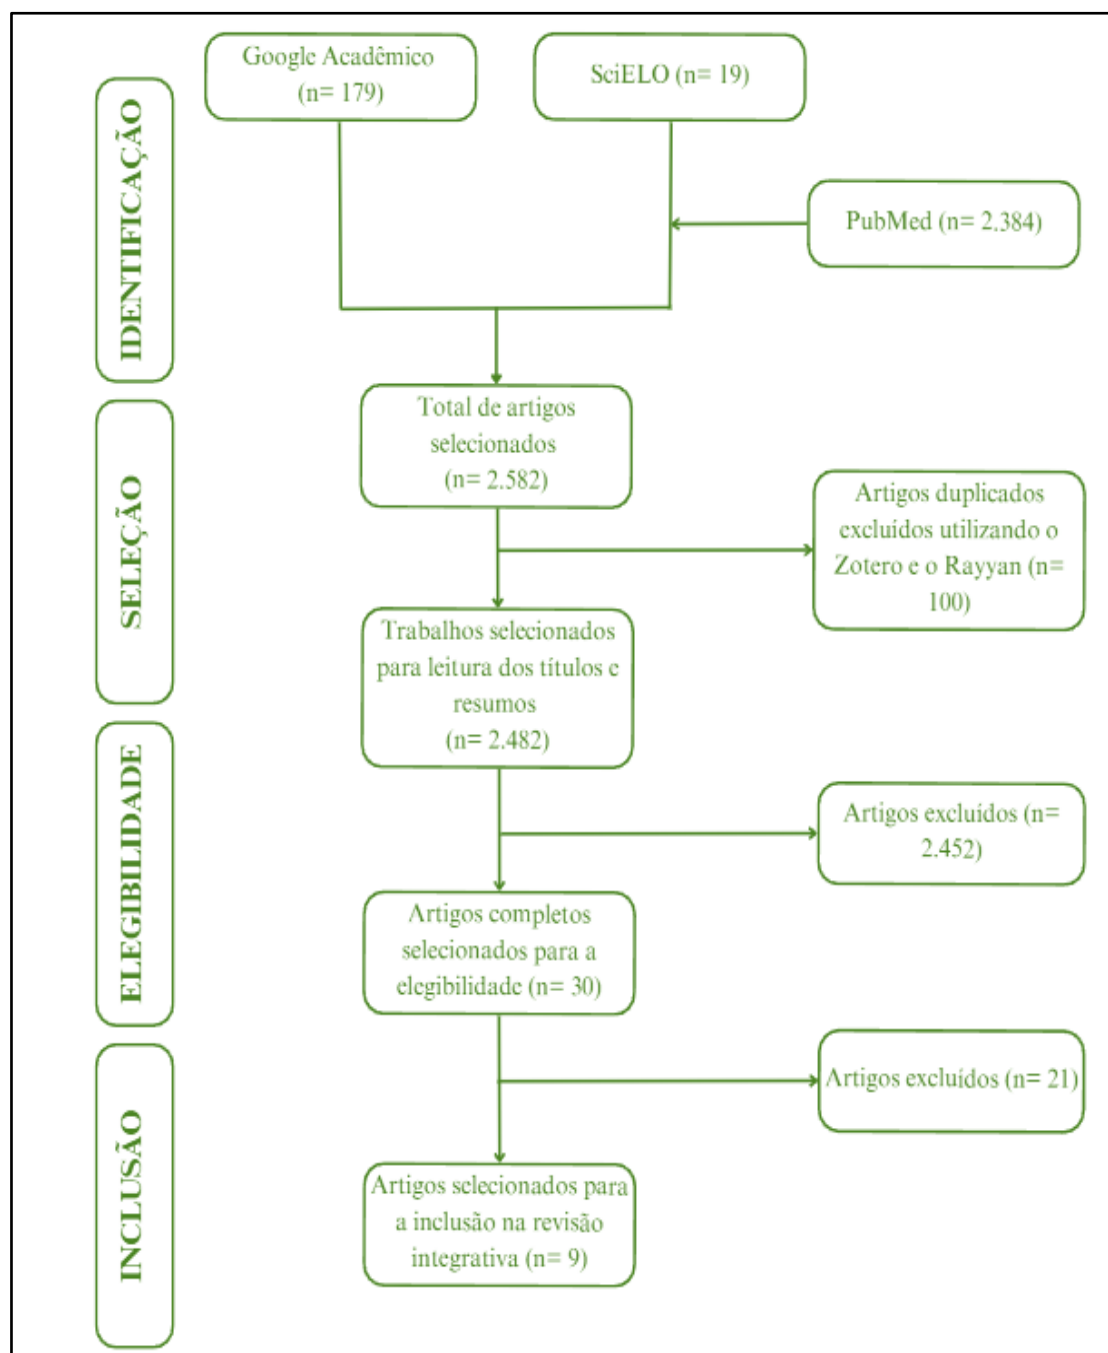 IDENTIFICAÇÃO
Google Acadêmico
(n= 179)
SciELO (n= 19)
PubMed (n= 2.384)
SELEÇÃO
Total de artigos
selecionados
(n= 2.582)
Artigos duplicados
excluídos utilizando o
Zotero e o Rayyan (n=
100)
Trabalhos selecionados
para leitura dos títulos e
resumos
(n= 2.482)
ELEGIBILIDADE
Artigos excluídos (n=
2.452)
Artigos completos
selecionados para a
elegibilidade (n= 30)
INCLUSÃO
Artigos excluídos (n= 21)
Artigos selecionados para
a inclusão na revisão
integrativa (n= 9)